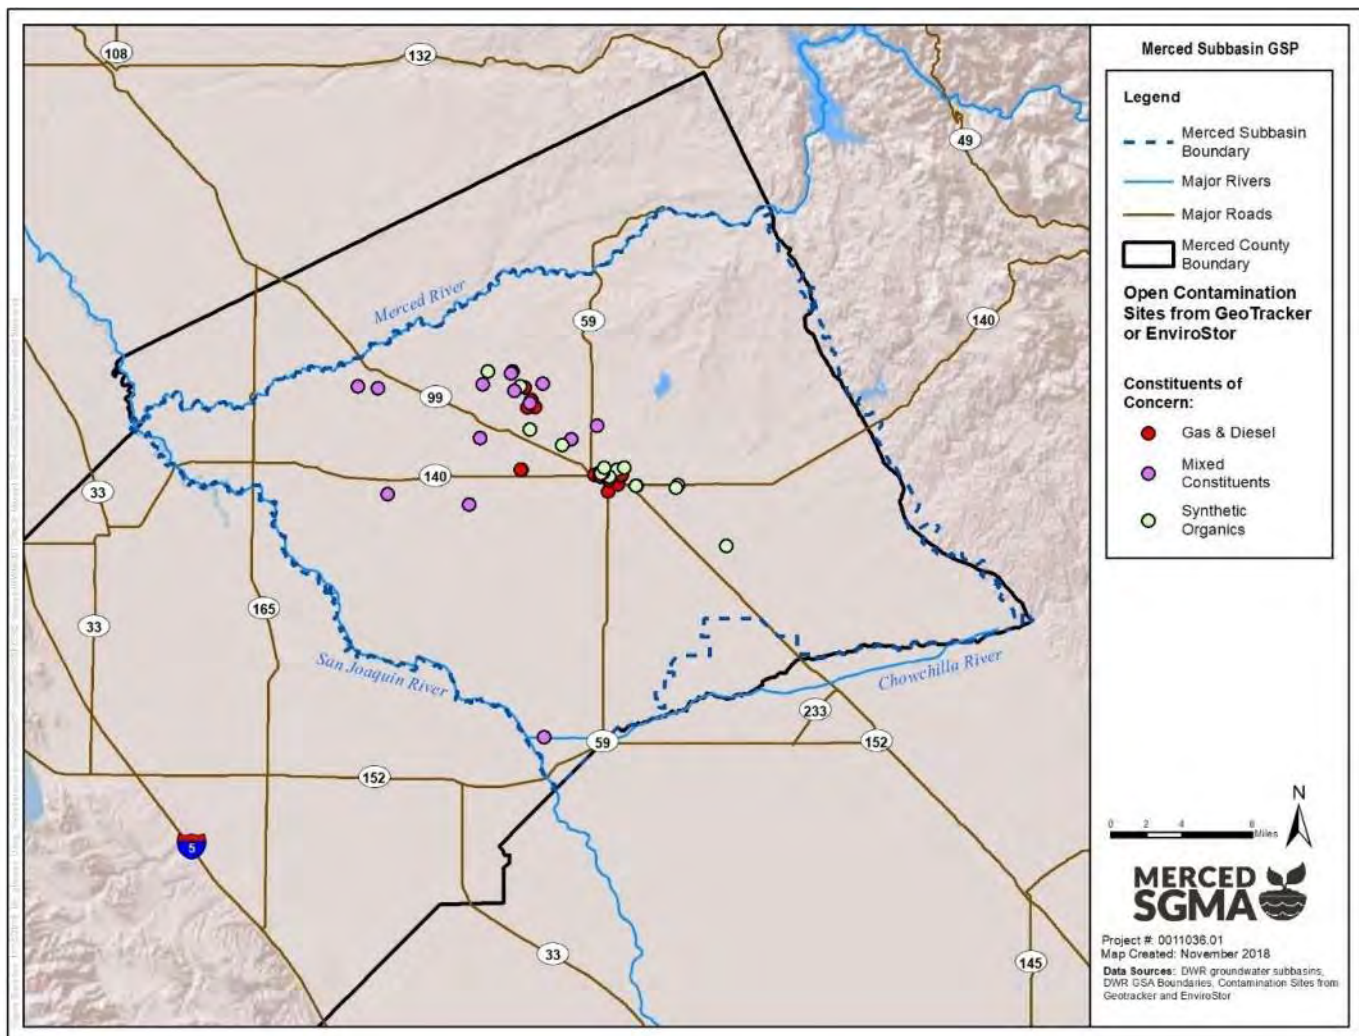 Merced Subbasin GSP
Legend
Merced Subbasin
Boundary
Major Rivers
Major Roads
Merced County
Boundary
Open Contamination
Sites from GeoTracker
or EnviroStor
Constituents of
Concern:
Gas & Diesel
Mixed
Constituents
Synthetic
Organics
108
132
49
Merced River
59
140
99
140
33
165
33
San Joaquin River
Chowchilla River
233
59
152
152
5
33
145
N
0 2 4 8
Miles
MERCED
SGMA
Project #: 0011036.01
Map Created: November 2018
Data Sources: DWR groundwater subbasins,
DWR GSA Boundaries, Contamination Sites from
Geotracker and EnviroStor